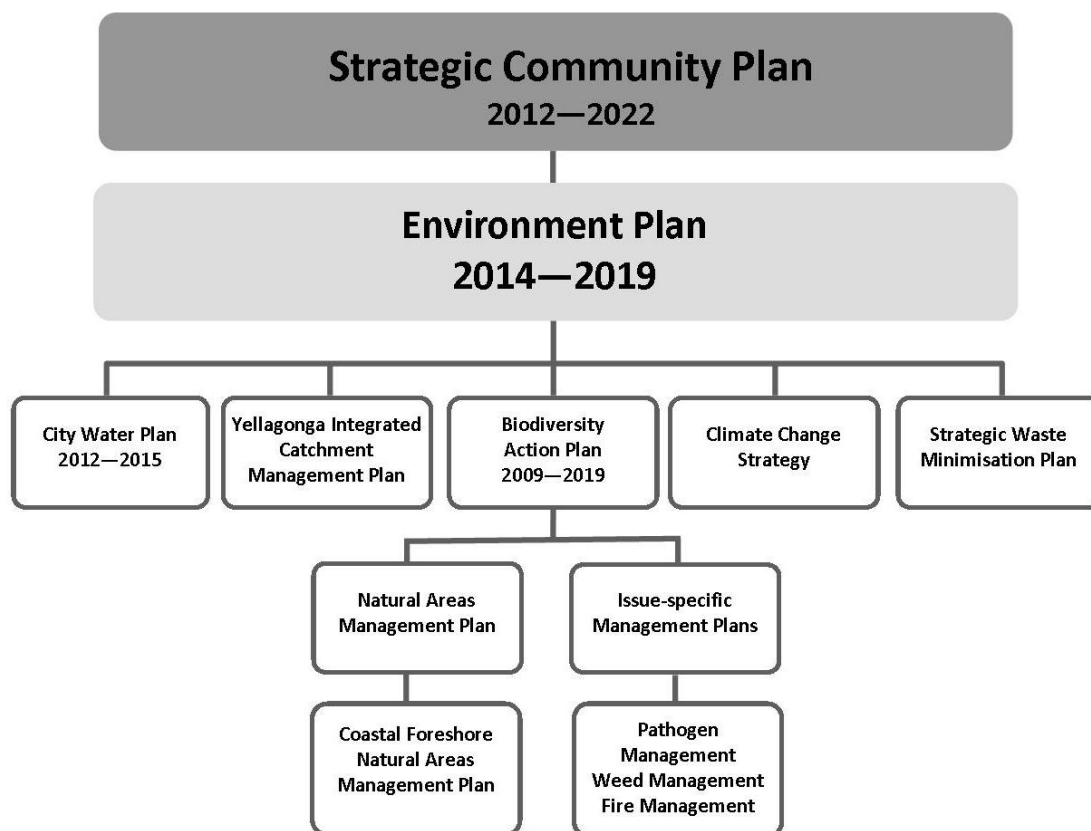 Strategic Community Plan
2012—2022
Environment Plan
2014—2019
City Water Plan
2012—2015
Yellagonga Integrated
Catchment
Management Plan
Biodiversity
Action Plan
2009—2019
Climate Change
Strategy
Strategic Waste
Minimisation Plan
Natural Areas
Management Plan
Issue-specific
Management Plans
Coastal Foreshore
Natural Areas
Management Plan
Pathogen
Management
Weed Management
Fire Management